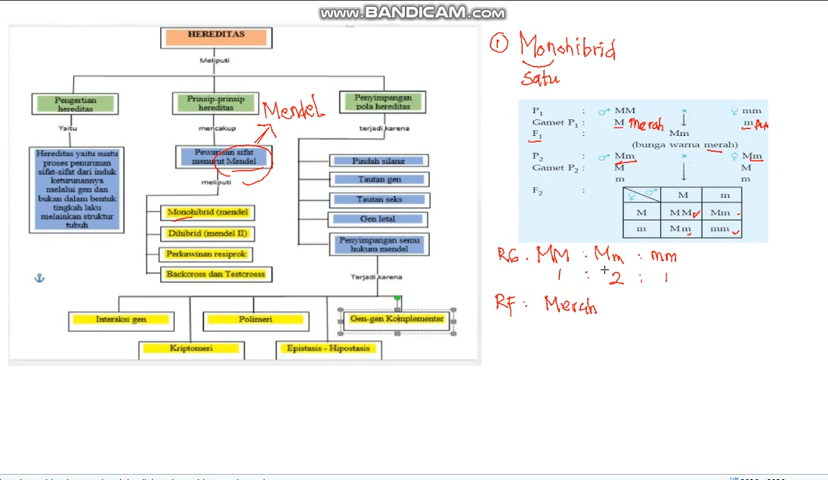 www.BANDICAM.com
HEREDITAS
Meliputi
Pengertian hereditas
Prinsip-prinsip hereditas
Penyimpangan pola hereditas
Yaitu
mencakup
terjadi karena
Mendel
Hereditas yaitu suatu
proses penurunan
sifat-sifat dari induk
keturunannya
melalui gen dan
bukan dalam bentuk
tingkah laku
melainkan struktur
tubuh
Pewarisan sifat
menurut Mendel
meliputi
Monohibrid (mendel)
Dihibrid (mendel II)
Perkawinan resiprok
Backcross dan Testcrosss
Pindah silang
Tautan gen
Tautan seks
Gen letal
Penyimpangan semu
hukum mendel
Terjadi karena
Interaksi gen
Polimeri
Gen-gen Komplementer
Kriptomeri
Epistasis - Hipostasis
① Monohibrid
Satu
P1 : ♂ MM × ♀ mm
Gamet P1 : M Merah ↓ m
F1 : Mm
(bunga warna merah)
P2 : ♂ Mm × ♀ Mm
Gamet P2 : M ↓ M
m m
F2 : ♀ ♂ M m
M MM Mm
m Mm mm
RG . MM : Mm : mm
1 : 2 : 1
RF : Merah